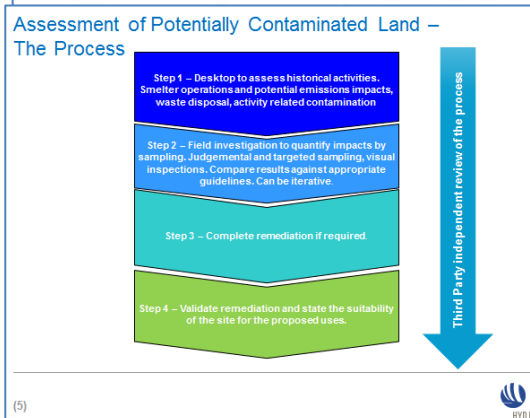 Assessment of Potentially Contaminated Land –
The Process
Step 1 – Desktop to assess historical activities.
Smelter operations and potential emissions impacts,
waste disposal, activity related contamination
Step 2 – Field investigation to quantify impacts by
sampling. Judgemental and targeted sampling, visual
inspections. Compare results against appropriate
guidelines. Can be iterative.
Step 3 – Complete remediation if required.
Step 4 – Validate remediation and state the suitability
of the site for the proposed uses.
Third Party independent review of the process
(5)